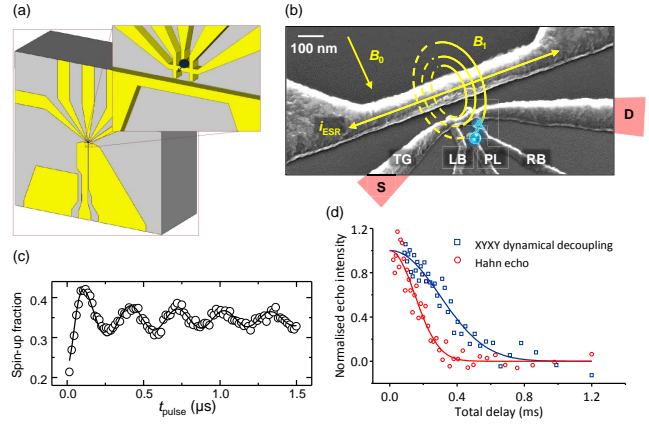 (a)
(b)
100 nm
B0
B1
iESR
TG
LB
PL
RB
S
D
(c)
Spin-up fraction
0.4
0.3
0.2
0.0
0.5
1.0
1.5
tpulse (μs)
(d)
Normalised echo intensity
1.2
0.8
0.4
0.0
XYXY dynamical decoupling
Hahn echo
0.0
0.4
0.8
1.2
Total delay (ms)